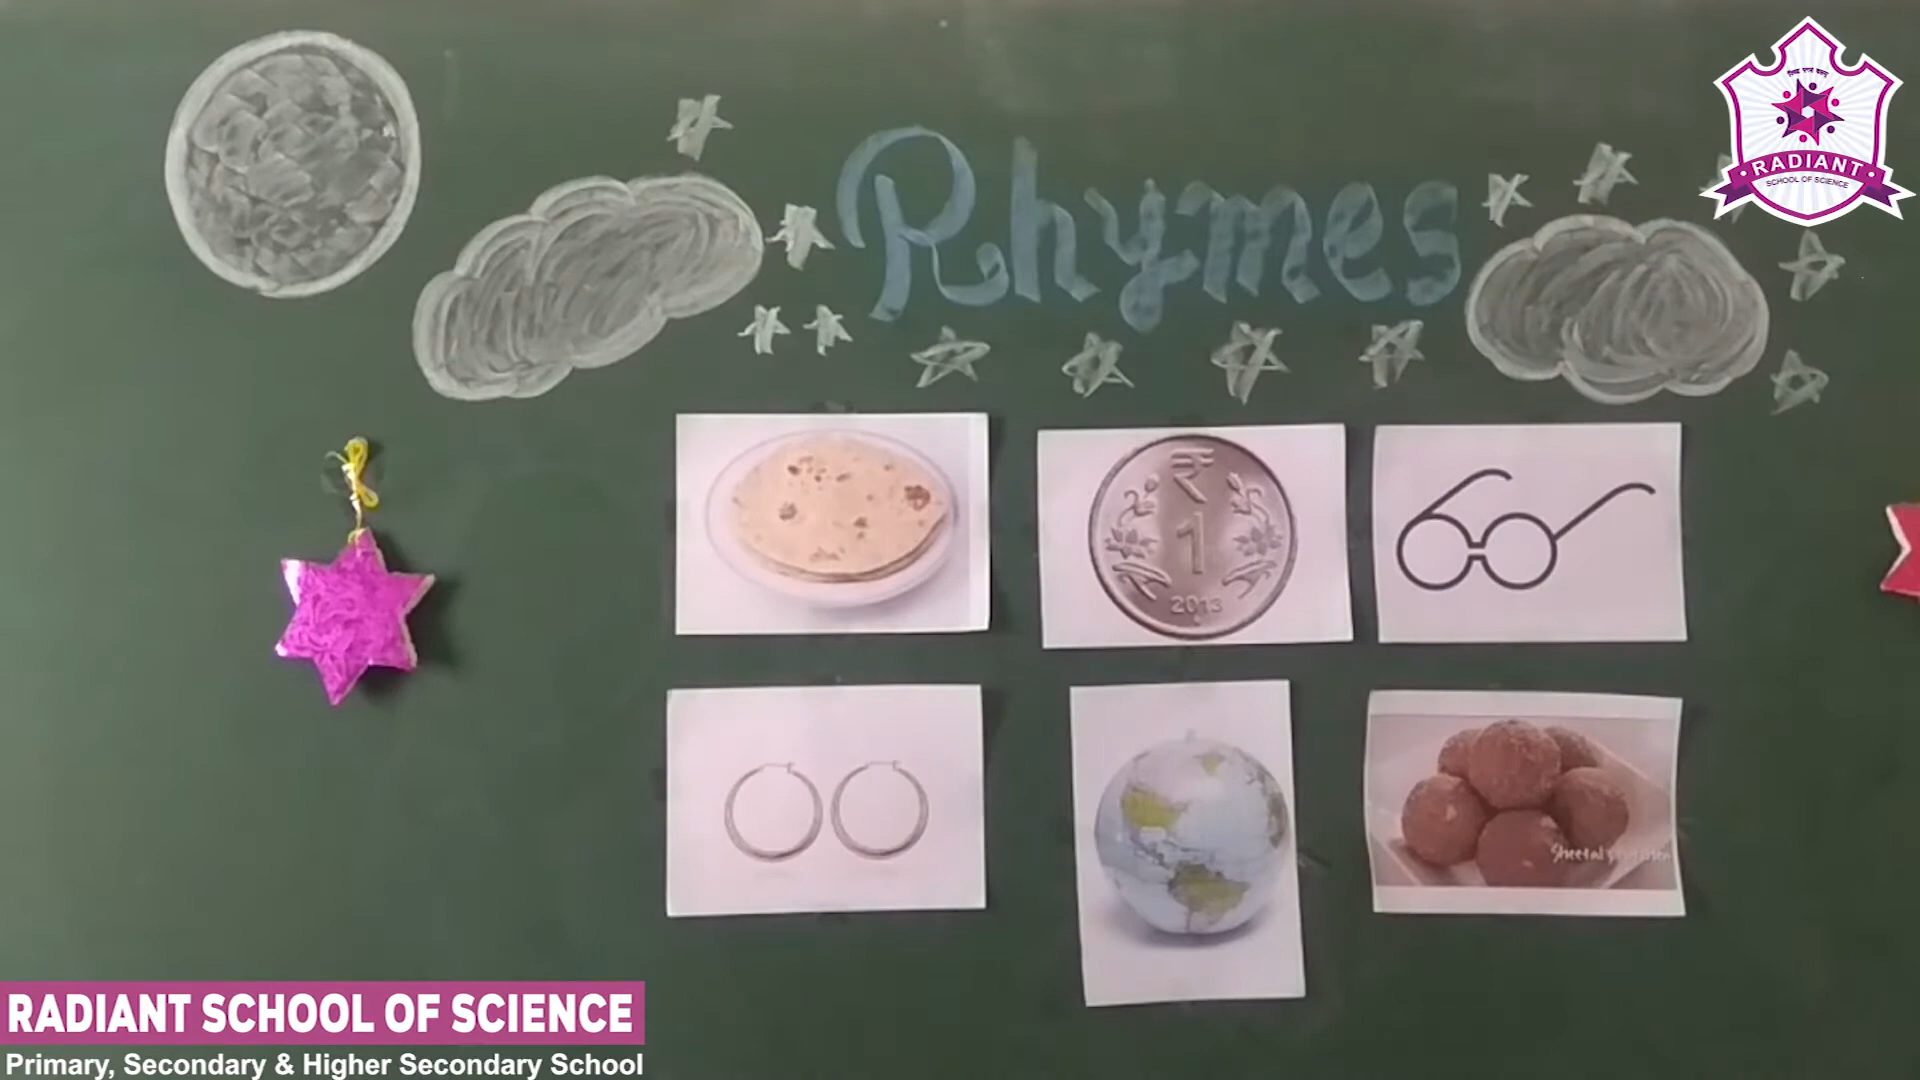 Rhymes
RADIANT
SCHOOL OF SCIENCE
₹
1
2013
RADIANT SCHOOL OF SCIENCE
Primary, Secondary & Higher Secondary School